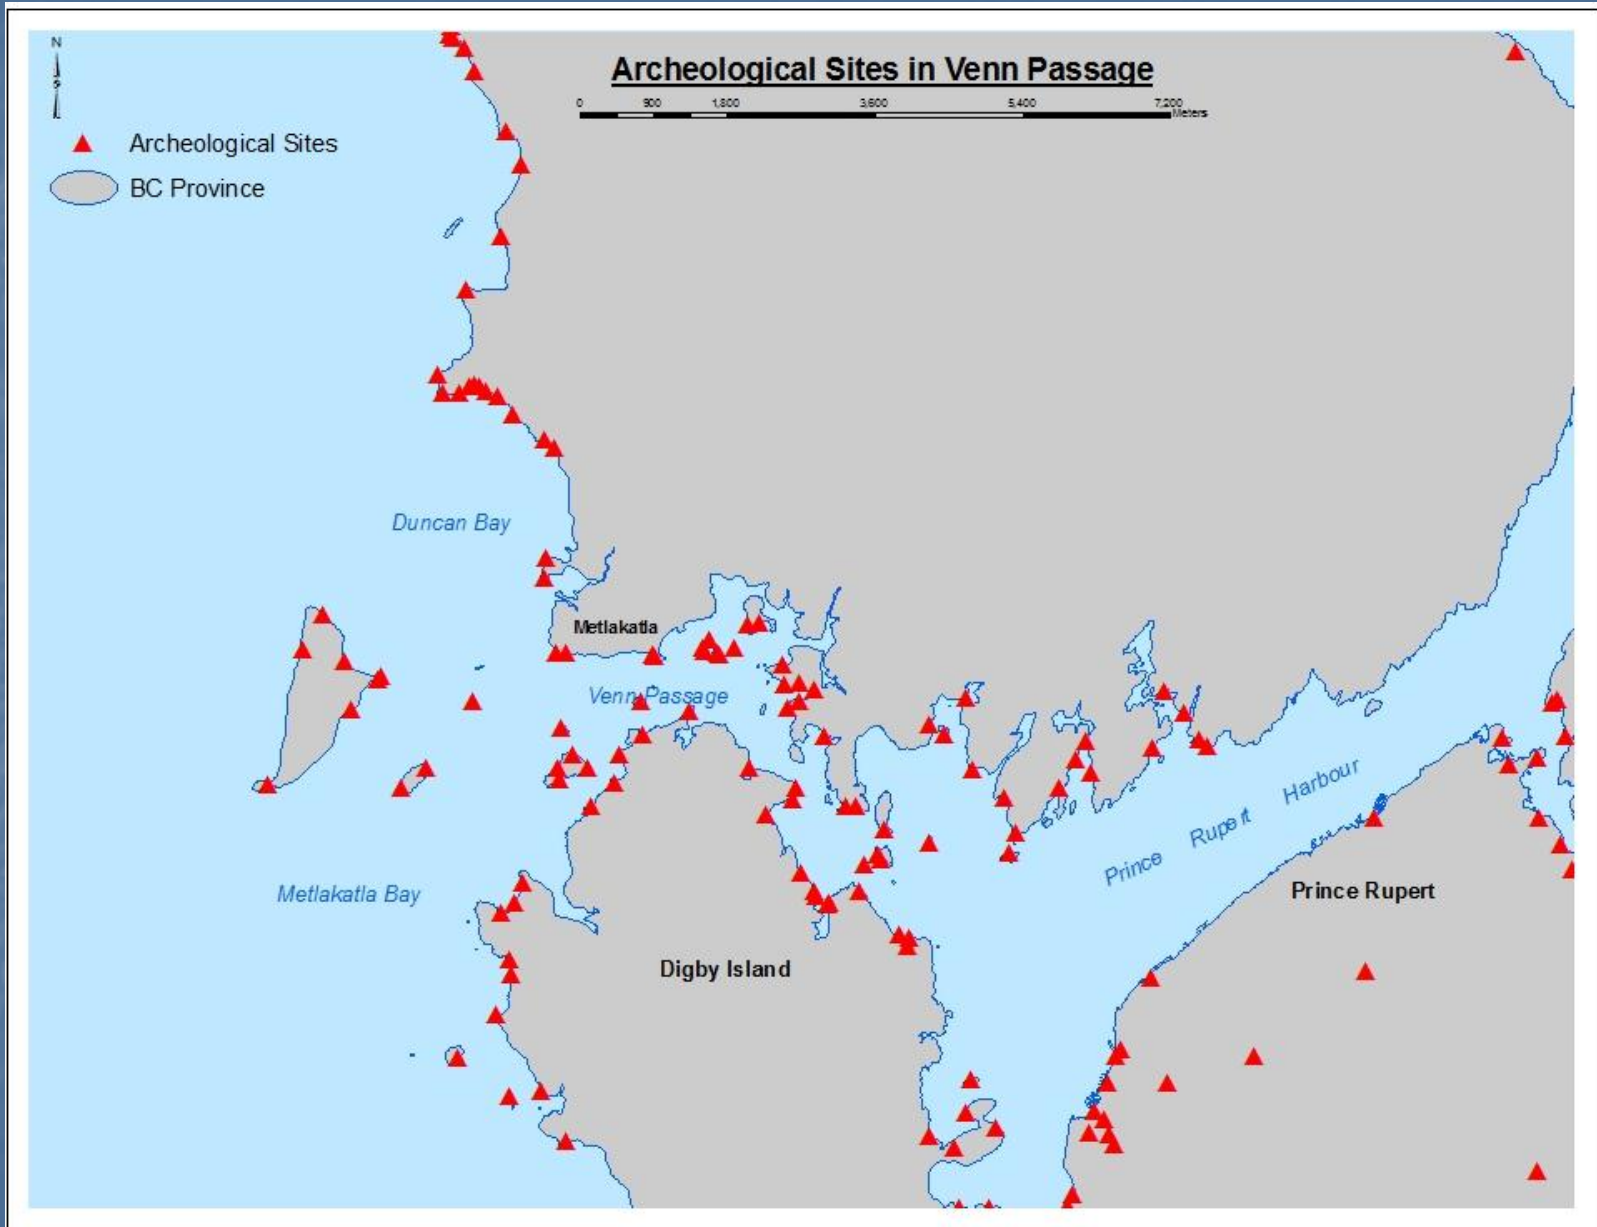 N
Archeological Sites in Venn Passage
0 900 1,800 3,600 5,400 7,200
Meters
Archeological Sites
BC Province
Duncan Bay
Metlakatla
Venn Passage
Prince Rupert Harbour
Metlakatla Bay
Prince Rupert
Digby Island